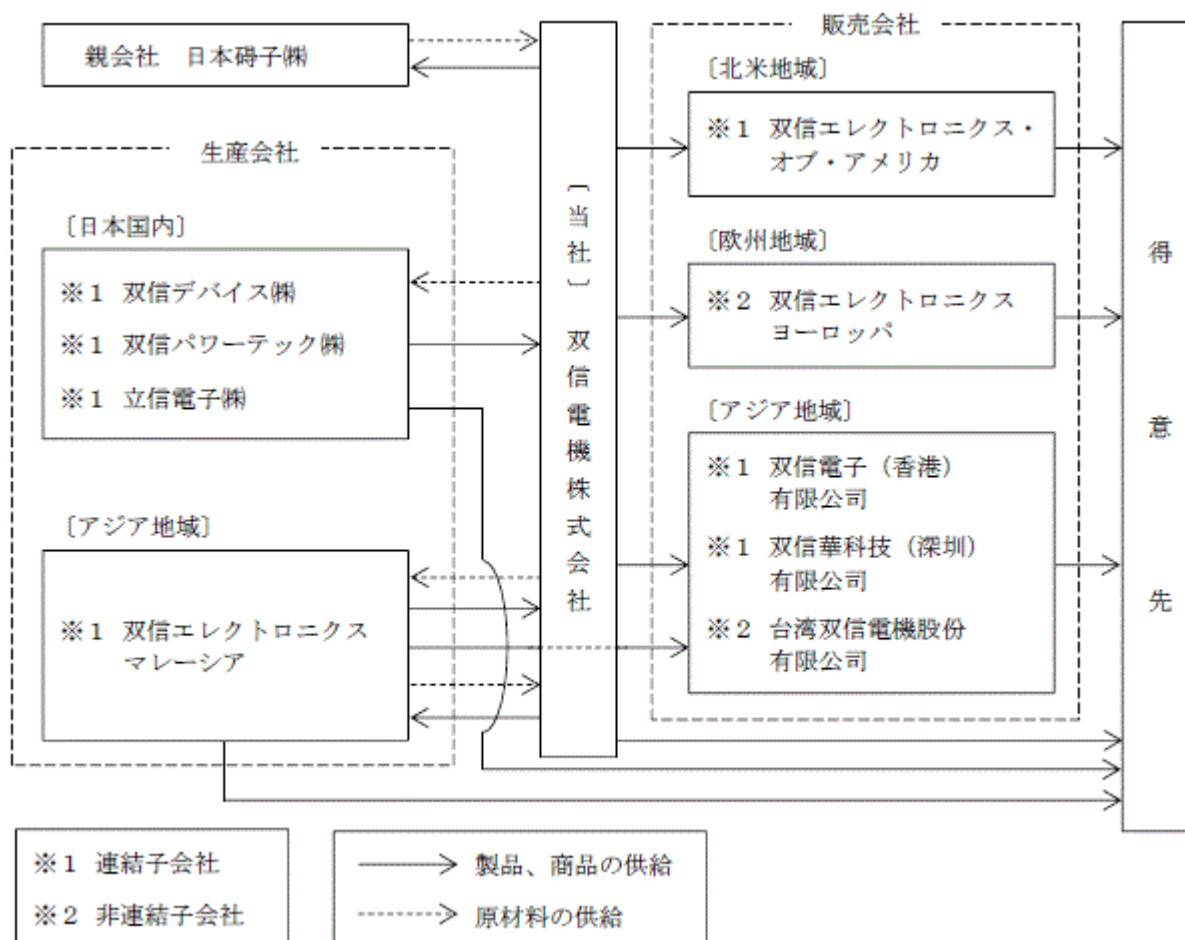 親会社 日本碍子㈱
生産会社
〔日本国内〕
※1 双信デバイス㈱
※1 双信パワーテック㈱
※1 立信電子㈱
〔アジア地域〕
※1 双信エレクトロニクス
マレーシア
〔当社〕 双信電機株式会社
販売会社
〔北米地域〕
※1 双信エレクトロニクス・
オブ・アメリカ
〔欧州地域〕
※2 双信エレクトロニクス
ヨーロッパ
〔アジア地域〕
※1 双信電子(香港)
有限公司
※1 双信華科技(深圳)
有限公司
※2 台湾双信電機股份
有限公司
得意先
※1 連結子会社
※2 非連結子会社
製品、商品の供給
原材料の供給